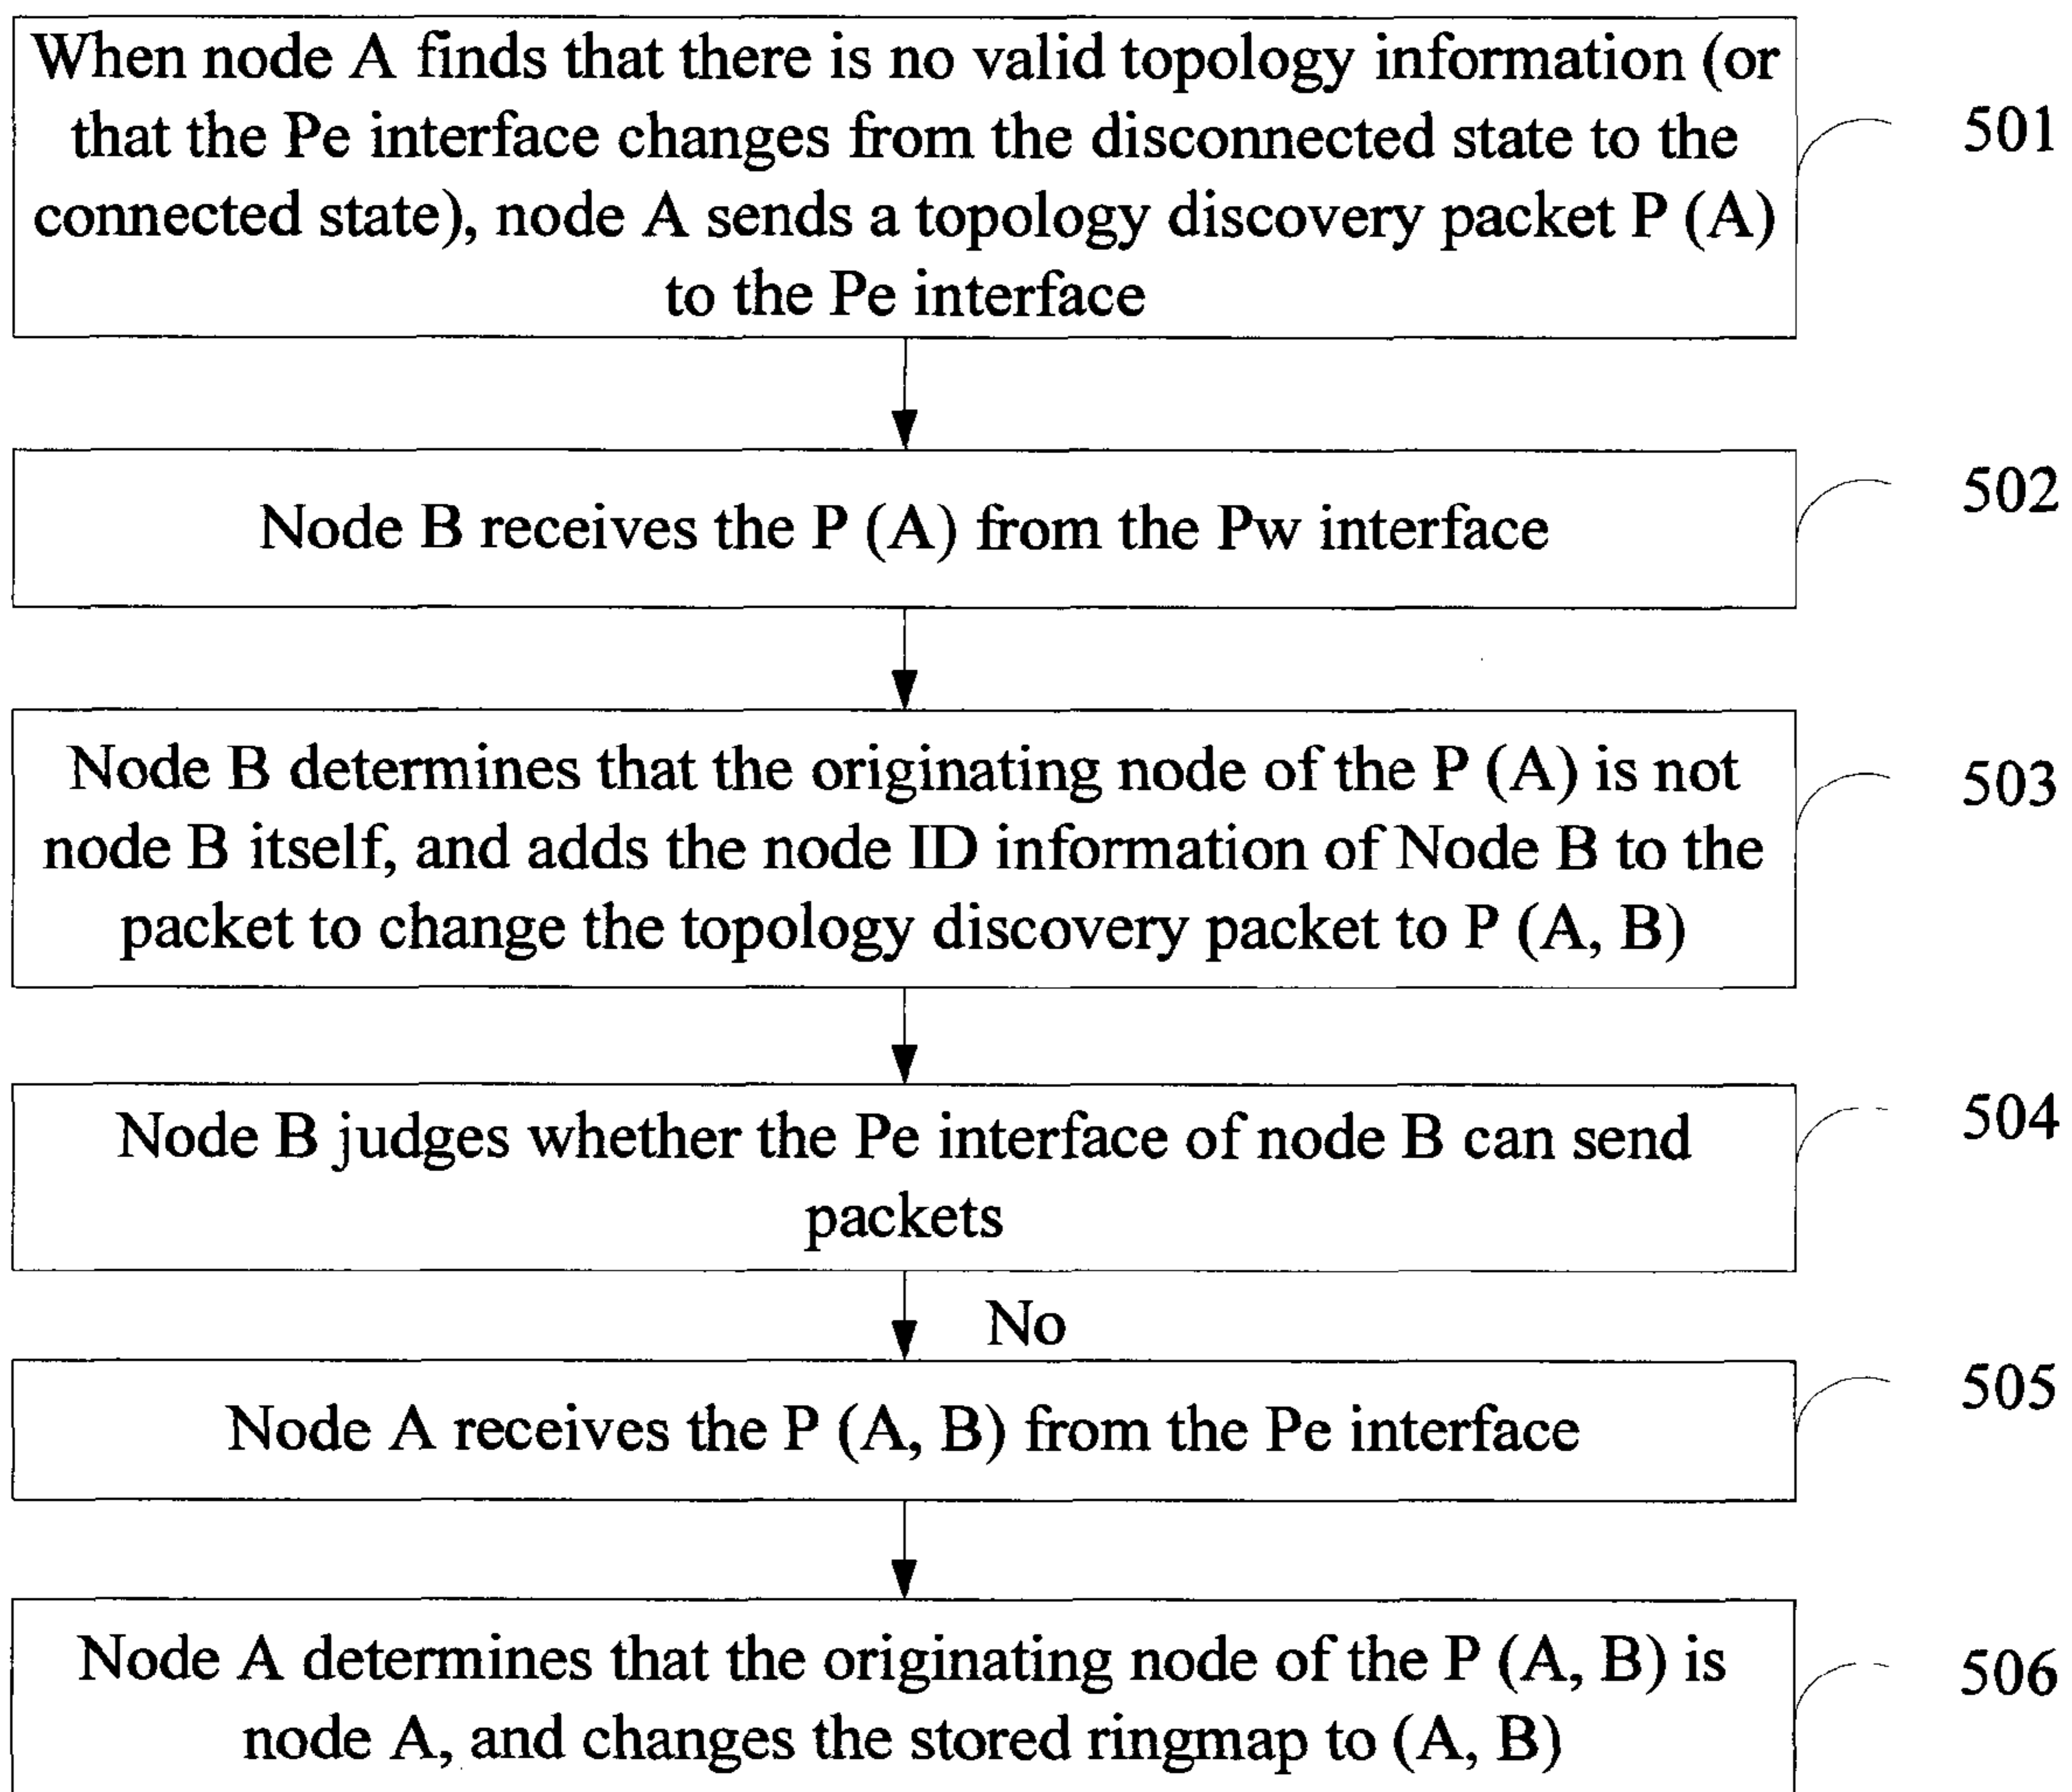 When node A finds that there is no valid topology information (or
that the Pe interface changes from the disconnected state to the
connected state), node A sends a topology discovery packet P (A)
to the Pe interface
501
Node B receives the P (A) from the Pw interface
502
Node B determines that the originating node of the P (A) is not
node B itself, and adds the node ID information of Node B to the
packet to change the topology discovery packet to P (A, B)
503
Node B judges whether the Pe interface of node B can send
packets
504
No
Node A receives the P (A, B) from the Pe interface
505
Node A determines that the originating node of the P (A, B) is
node A, and changes the stored ringmap to (A, B)
506